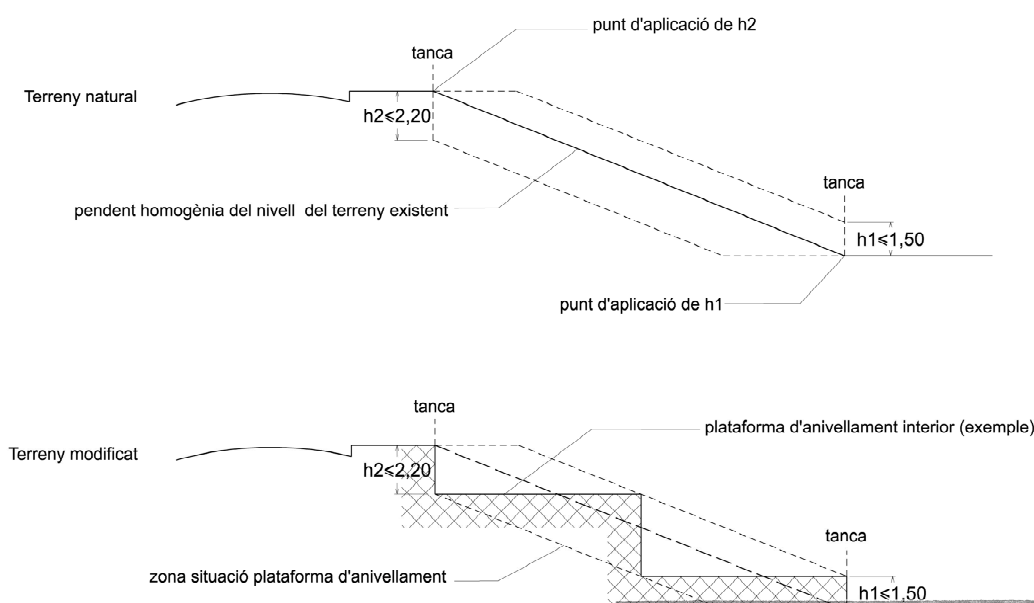 punt d'aplicació de h2
tanca
Terreny natural
h2⩽2,20
tanca
pendent homogènia del nivell del terreny existent
h1⩽1,50
punt d'aplicació de h1
tanca
plataforma d'anivellament interior (exemple)
Terreny modificat
h2⩽2,20
tanca
zona situació plataforma d'anivellament
h1⩽1,50